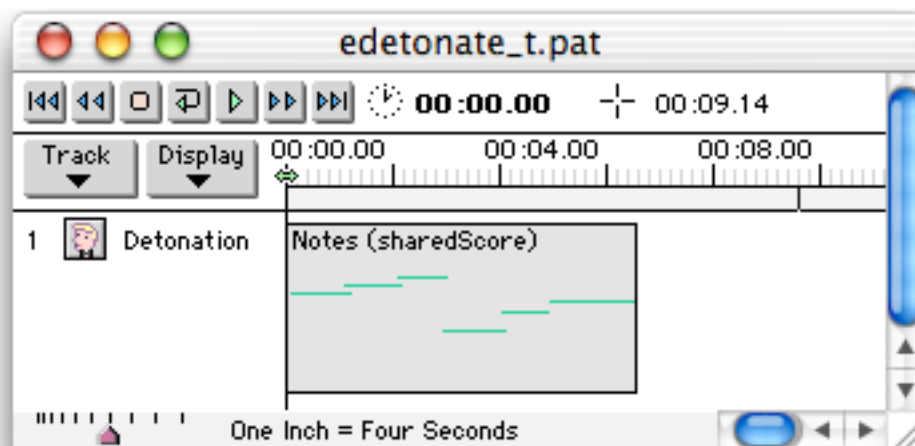 edetonate_t.pat
00:00.00 00:09.14
Track Display 00:00.00 00:04.00 00:08.00
1 Detonation Notes (sharedScore)
One Inch = Four Seconds